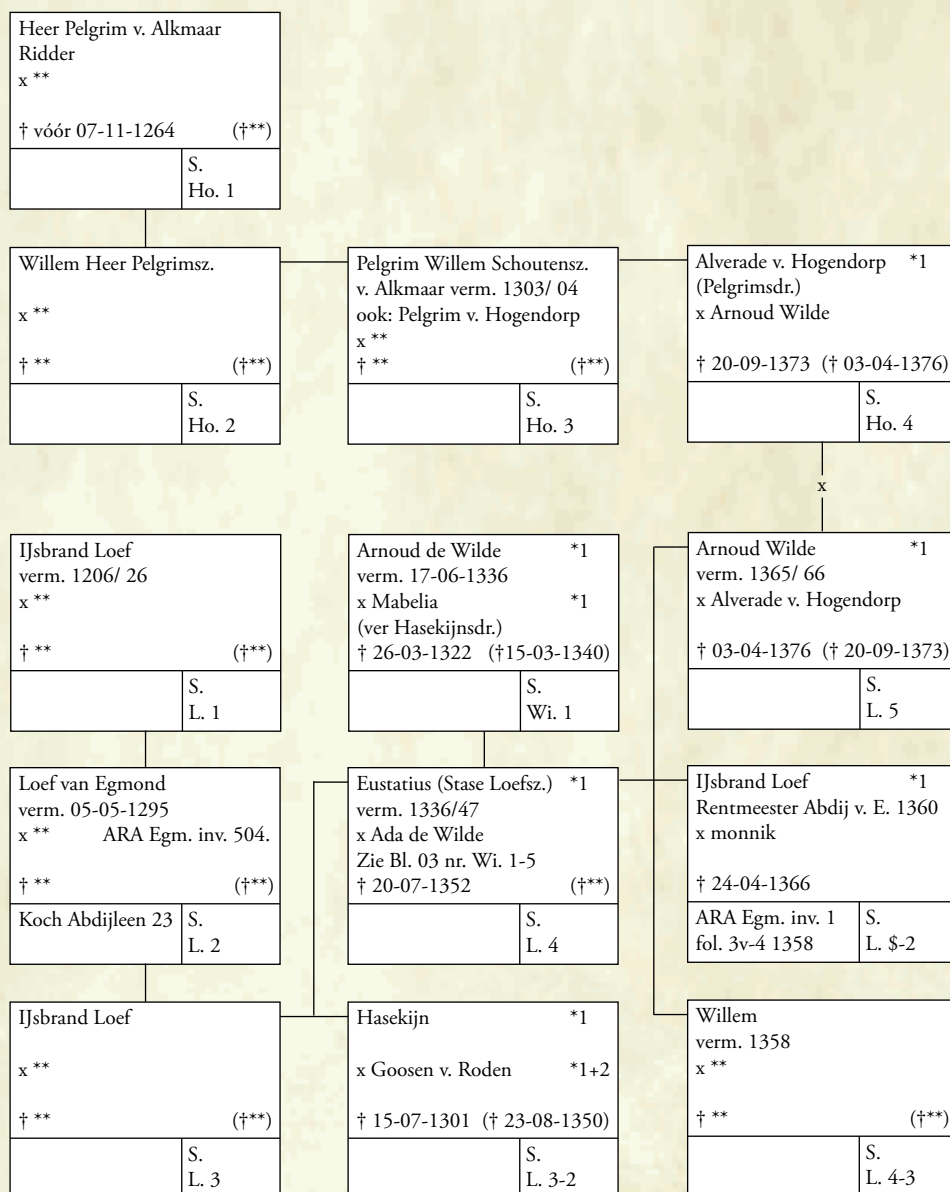 Heer Pelgrim v. Alkmaar
Ridder
x **
† vóór 07-11-1264 (†**)
S.
Ho. 1
Willem Heer Pelgrimsz.
x **
† ** (†**)
S.
Ho. 2
Pelgrim Willem Schoutensz.
v. Alkmaar verm. 1303/ 04
ook: Pelgrim v. Hogendorp
x **
† ** (†**)
S.
Ho. 3
Alverade v. Hogendorp *1
(Pelgrimsdr.)
x Arnoud Wilde
† 20-09-1373 († 03-04-1376)
S.
Ho. 4
x
IJsbrand Loef
verm. 1206/ 26
x **
† ** (†**)
S.
L. 1
Arnoud de Wilde *1
verm. 17-06-1336
x Mabelia *1
(ver Hasekijnsdr.)
† 26-03-1322 (†15-03-1340)
S.
Wi. 1
Arnoud Wilde *1
verm. 1365/ 66
x Alverade v. Hogendorp
† 03-04-1376 († 20-09-1373)
S.
L. 5
Loef van Egmond
verm. 05-05-1295
x ** ARA Egm. inv. 504.
† ** (†**)
Koch Abdijleen 23
S.
L. 2
Eustatius (Stase Loefsz.) *1
verm. 1336/47
x Ada de Wilde
Zie Bl. 03 nr. Wi. 1-5
† 20-07-1352 (†**)
S.
L. 4
IJsbrand Loef *1
Rentmeester Abdij v. E. 1360
x monnik
† 24-04-1366
ARA Egm. inv. 1
fol. 3v-4 1358
S.
L. $-2
IJsbrand Loef
x **
† ** (†**)
S.
L. 3
Hasekijn *1
x Goosen v. Roden *1+2
† 15-07-1301 († 23-08-1350)
S.
L. 3-2
Willem
verm. 1358
x **
† ** (†**)
S.
L. 4-3